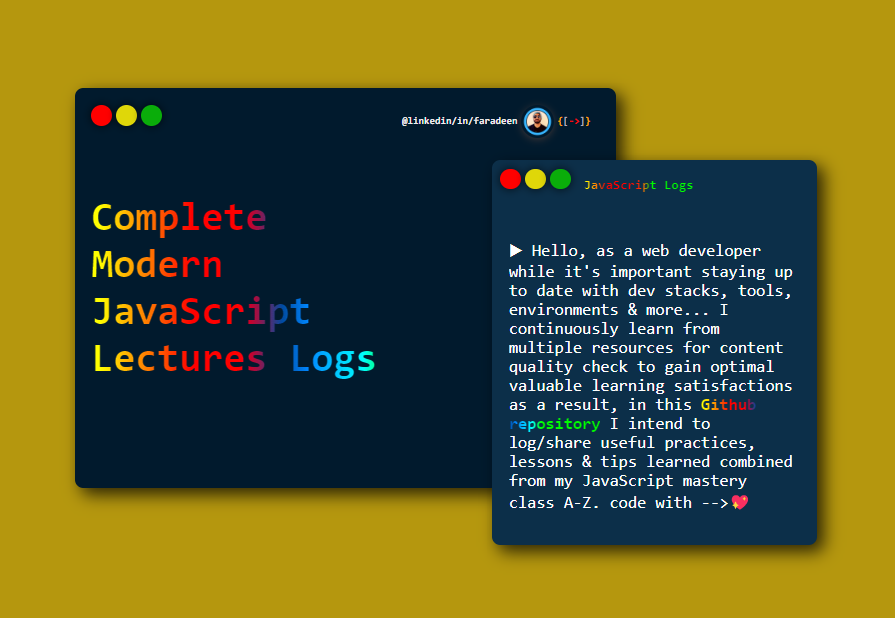 @linkedin/in/faradeen {[->]}
Complete
Modern
JavaScript
Lectures Logs
JavaScript Logs
▶ Hello, as a web developer
while it's important staying up
to date with dev stacks, tools,
environments & more... I
continuously learn from
multiple resources for content
quality check to gain optimal
valuable learning satisfactions
as a result, in this Github
repository I intend to
log/share useful practices,
lessons & tips learned combined
from my JavaScript mastery
class A-Z. code with -->💖